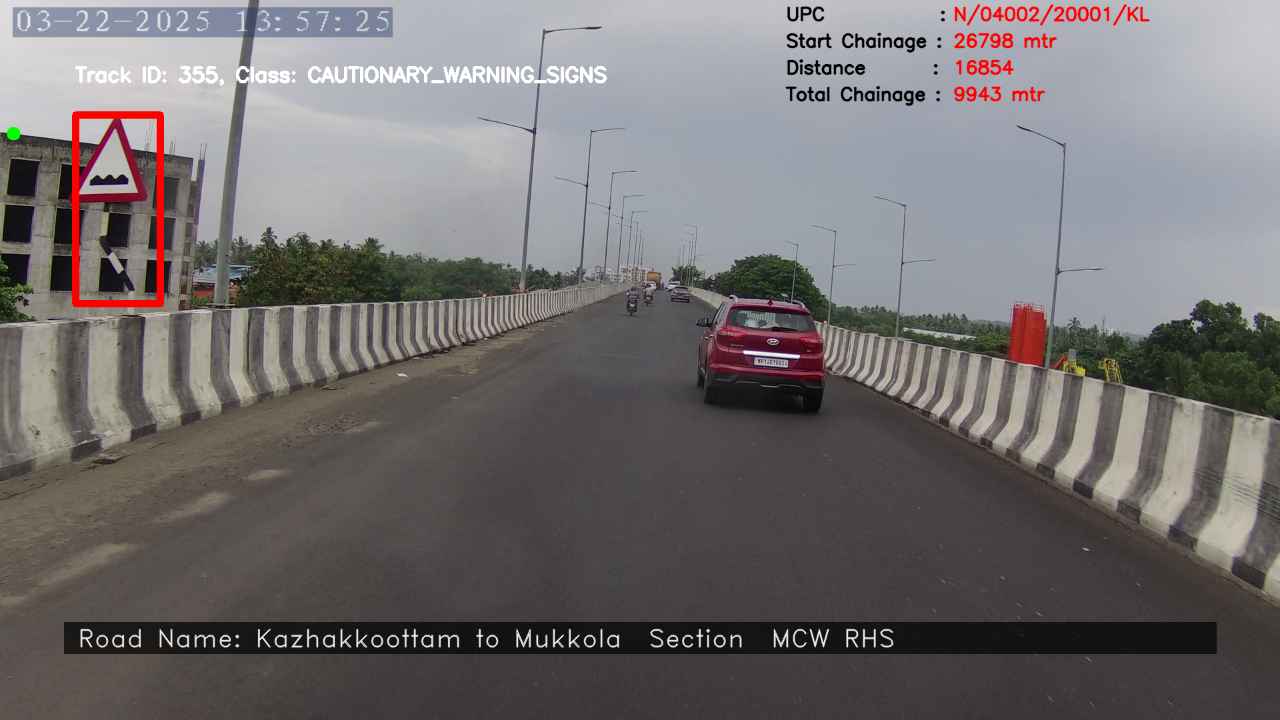 03-22-2025 13:57:25
UPC : N/04002/20001/KL
Start Chainage : 26798 mtr
Distance : 16854
Total Chainage : 9943 mtr
Track ID: 355, Class: CAUTIONARY_WARNING_SIGNS
Road Name: Kazhakkoottam to Mukkola Section MCW RHS